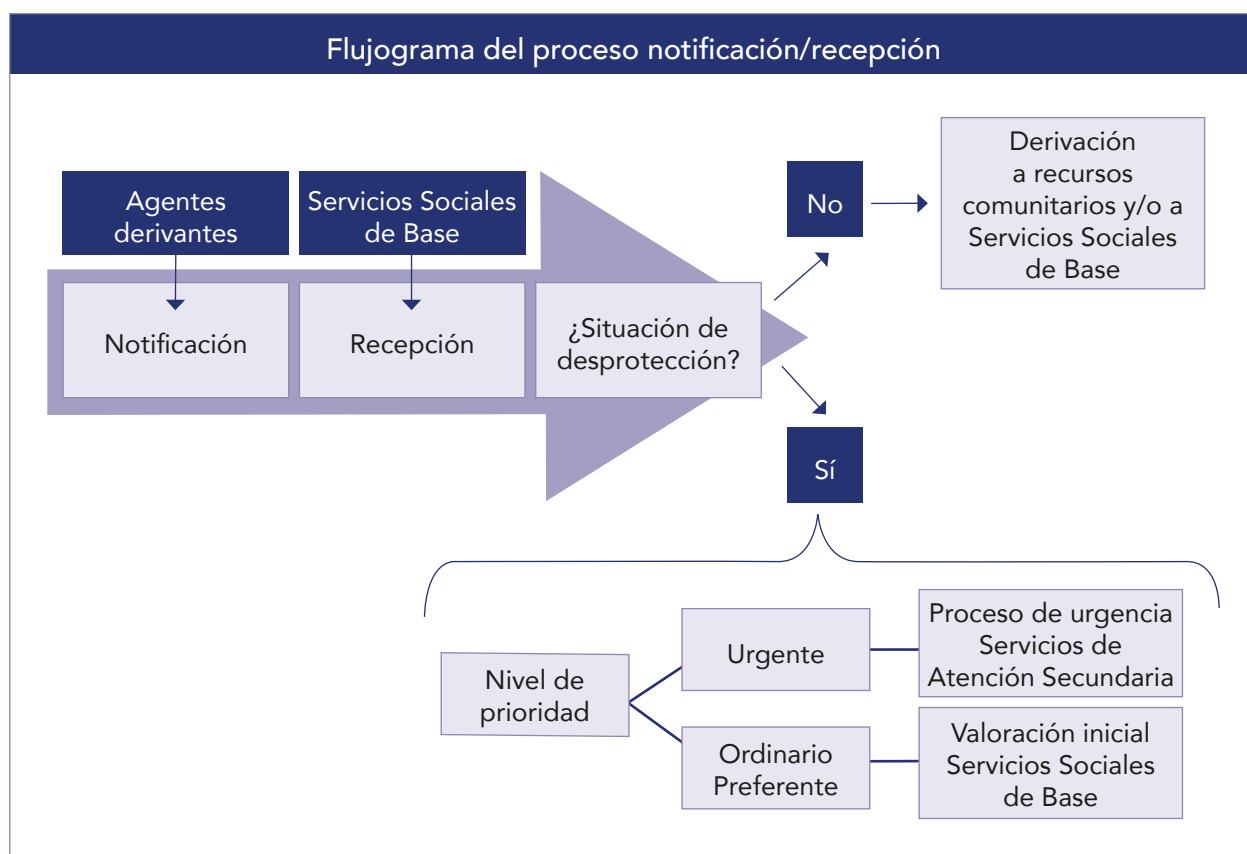 Flujograma del proceso notificación/recepción
Agentes
derivantes
Servicios Sociales
de Base
Notificación
Recepción
¿Situación de
desprotección?
No
Derivación
a recursos
comunitarios y/o a
Servicios Sociales
de Base
Sí
Nivel de
prioridad
Urgente
Proceso de urgencia
Servicios de
Atención Secundaria
Ordinario
Preferente
Valoración inicial
Servicios Sociales
de Base